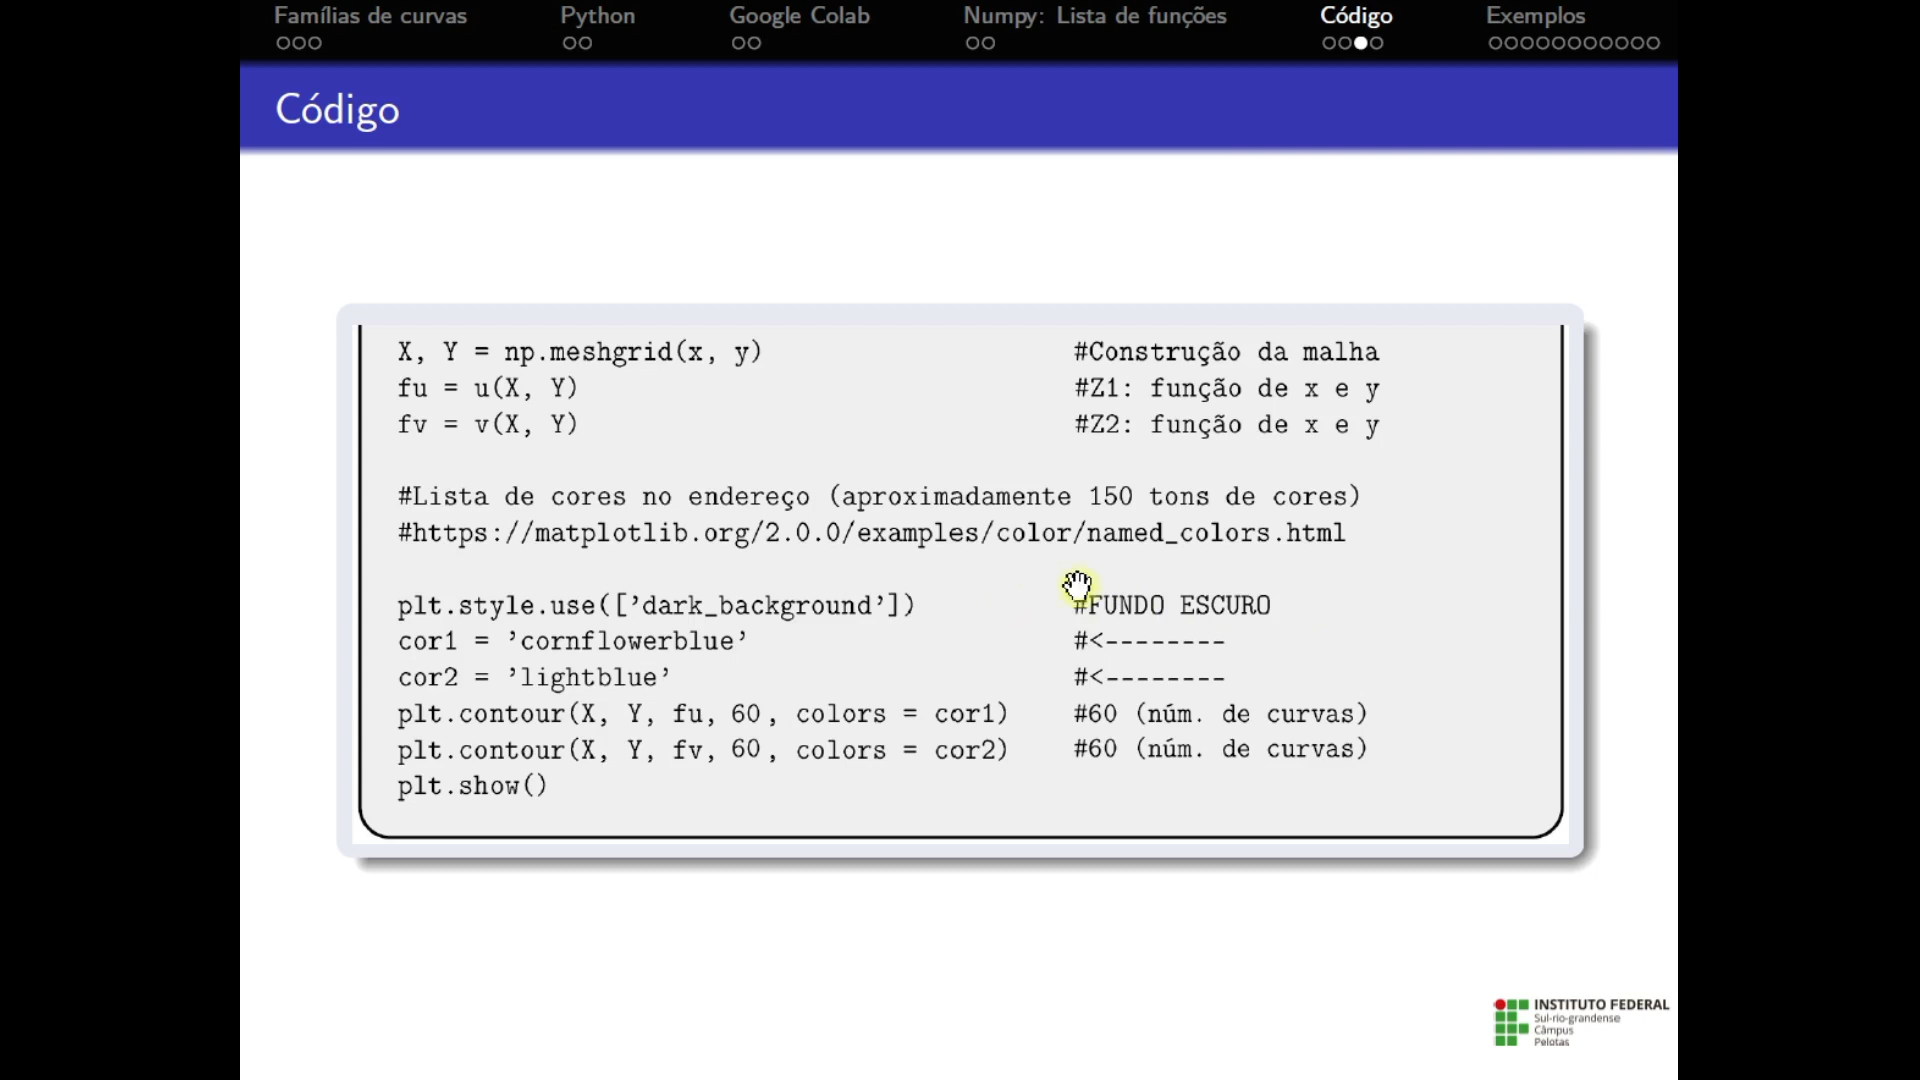 Famílias de curvas Python Google Colab Numpy: Lista de funções Código Exemplos
Código
X, Y = np.meshgrid(x, y) #Construção da malha
fu = u(X, Y) #Z1: função de x e y
fv = v(X, Y) #Z2: função de x e y
#Lista de cores no endereço (aproximadamente 150 tons de cores)
#https://matplotlib.org/2.0.0/examples/color/named_colors.html
plt.style.use(['dark_background']) #FUNDO ESCURO
cor1 = 'cornflowerblue' #<--------
cor2 = 'lightblue' #<--------
plt.contour(X, Y, fu, 60, colors = cor1) #60 (núm. de curvas)
plt.contour(X, Y, fv, 60, colors = cor2) #60 (núm. de curvas)
plt.show()
INSTITUTO FEDERAL
Sul-rio-grandense
Câmpus
Pelotas